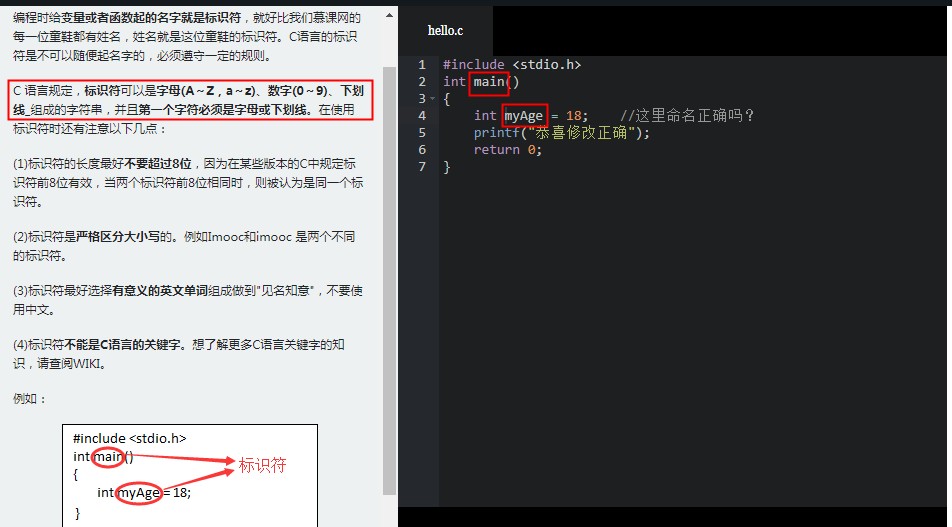 编程时给变量或者函数起的名字就是标识符，就好比我们慕课网的
每一位童鞋都有姓名，姓名就是这位童鞋的标识符。C语言的标识
符是不可以随便起名字的，必须遵守一定的规则。
C 语言规定，标识符可以是字母(A～Z，a～z)、数字(0～9)、下划
线_组成的字符串，并且第一个字符必须是字母或下划线。在使用
标识符时还有注意以下几点：
(1)标识符的长度最好不要超过8位，因为在某些版本的C中规定标
识符前8位有效，当两个标识符前8位相同时，则被认为是同一个标
识符。
(2)标识符是严格区分大小写的。例如Imooc和imooc 是两个不同
的标识符。
(3)标识符最好选择有意义的英文单词组成做到"见名知意"，不要使
用中文。
(4)标识符不能是C语言的关键字。想了解更多C语言关键字的知
识，请查阅WIKI。
例如：
#include <stdio.h>
int main()
{
int myAge = 18;
}
标识符
hello.c
1 #include <stdio.h>
2 int main()
3 {
4 int myAge = 18; //这里命名正确吗？
5 printf("恭喜修改正确");
6 return 0;
7 }